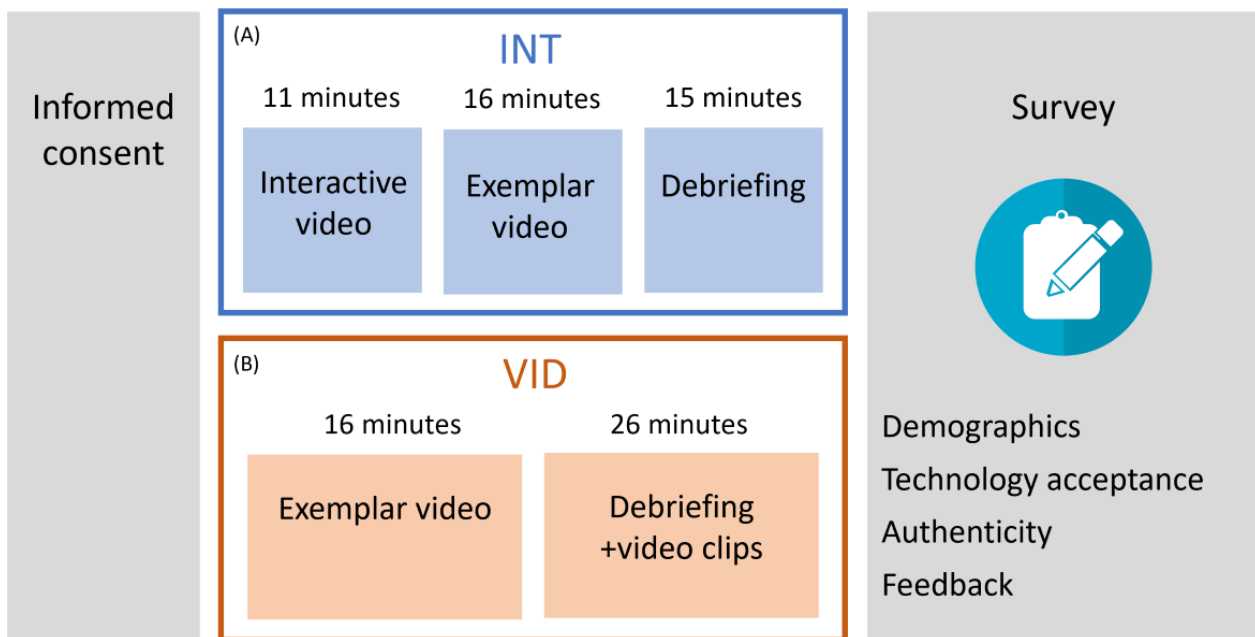 Informed
consent
(A)
INT
11 minutes
16 minutes
15 minutes
Interactive
video
Exemplar
video
Debriefing
(B)
VID
16 minutes
26 minutes
Exemplar video
Debriefing
+video clips
Survey
Demographics
Technology acceptance
Authenticity
Feedback